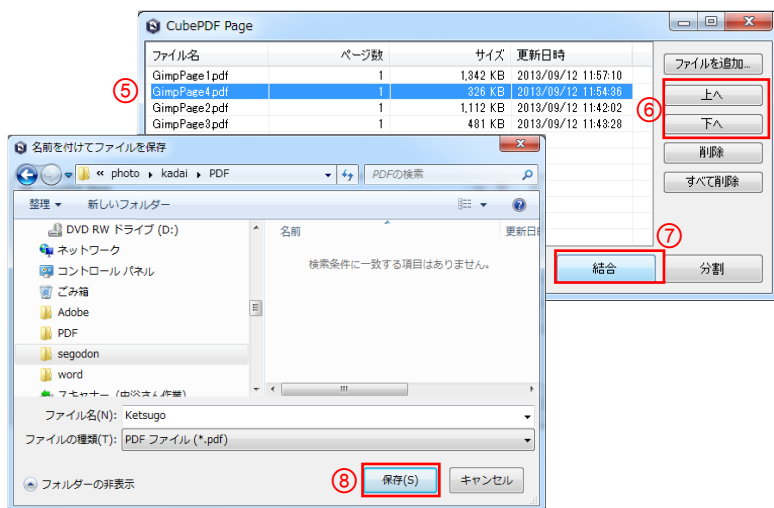 CubePDF Page
ファイル名 ページ数 サイズ 更新日時
GimpPage1.pdf 1 1,342 KB 2013/09/12 11:57:10
⑤ GimpPage4.pdf 1 326 KB 2013/09/12 11:54:36
GimpPage2.pdf 1 1,112 KB 2013/09/12 11:42:02
GimpPage3.pdf 1 481 KB 2013/09/12 11:43:28
ファイルを追加...
⑥ 上へ
下へ
削除
すべて削除
⑦
結合 分割
名前を付けてファイルを保存
« photo kadai PDF PDFの検索
整理 新しいフォルダー
DVD RW ドライブ (D:)
ネットワーク
コントロール パネル
ごみ箱
Adobe
PDF
segodon
word
名前 更新日
検索条件に一致する項目はありません。
ファイル名(N): Ketsugo
ファイルの種類(T): PDF ファイル (*.pdf)
フォルダーの非表示
⑧ 保存(S) キャンセル